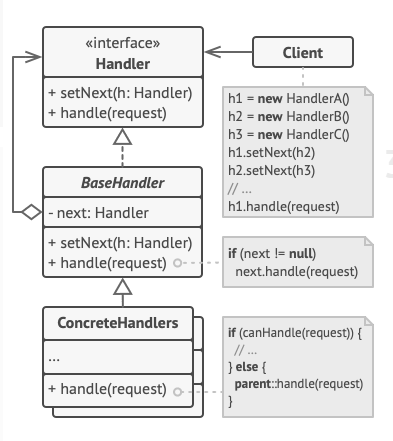 «interface»
Handler
+ setNext(h: Handler)
+ handle(request)
Client
h1 = new HandlerA()
h2 = new HandlerB()
h3 = new HandlerC()
h1.setNext(h2)
h2.setNext(h3)
// ...
h1.handle(request)
BaseHandler
- next: Handler
+ setNext(h: Handler)
+ handle(request)
if (next != null)
next.handle(request)
ConcreteHandlers
...
+ handle(request)
if (canHandle(request)) {
// ...
} else {
parent::handle(request)
}